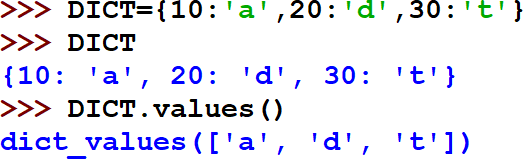 >>> DICT={10:'a',20:'d',30:'t'}
>>> DICT
{10: 'a', 20: 'd', 30: 't'}
>>> DICT.values()
dict_values(['a', 'd', 't'])